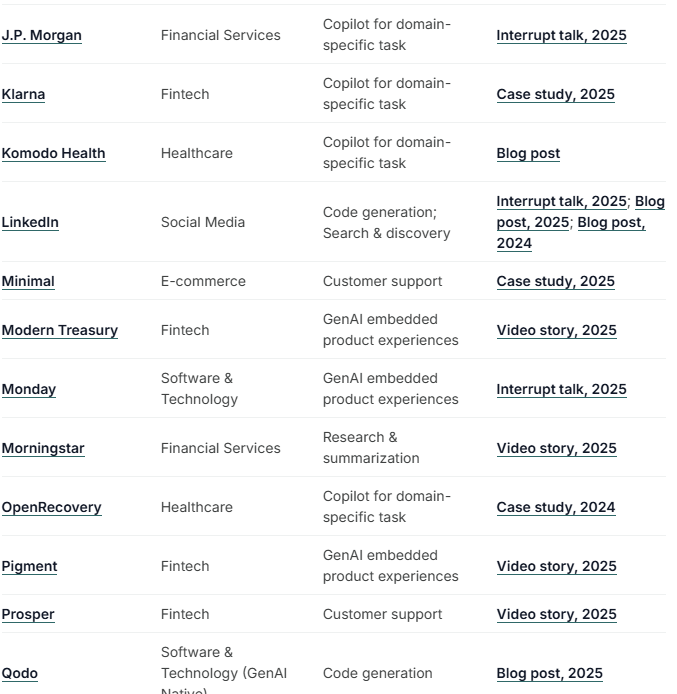 J.P. Morgan Financial Services Copilot for domain-
specific task Interrupt talk, 2025
Klarna Fintech Copilot for domain-
specific task Case study, 2025
Komodo Health Healthcare Copilot for domain-
specific task Blog post
LinkedIn Social Media Code generation;
Search & discovery Interrupt talk, 2025; Blog
post, 2025; Blog post,
2024
Minimal E-commerce Customer support Case study, 2025
Modern Treasury Fintech GenAI embedded
product experiences Video story, 2025
Monday Software &
Technology GenAI embedded
product experiences Interrupt talk, 2025
Morningstar Financial Services Research &
summarization Video story, 2025
OpenRecovery Healthcare Copilot for domain-
specific task Case study, 2024
Pigment Fintech GenAI embedded
product experiences Video story, 2025
Prosper Fintech Customer support Video story, 2025
Qodo Software &
Technology (GenAI
Native) Code generation Blog post, 2025